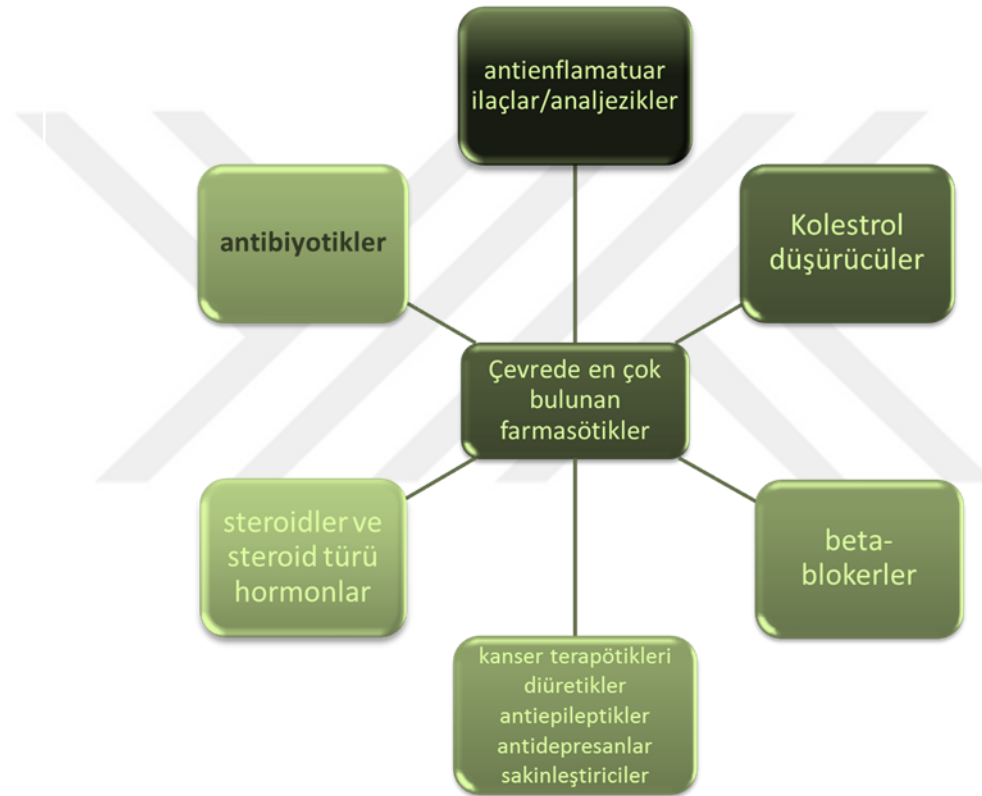 antienflamatuar
ilaçlar/analjezikler
antibiyotikler
Kolestrol
düşürücüler
Çevrede en çok
bulunan
farmasötikler
steroidler ve
steroid türü
hormonlar
beta-
blokerler
kanser terapötikleri
diüretikler
antiepileptikler
antidepresanlar
sakinleştiriciler